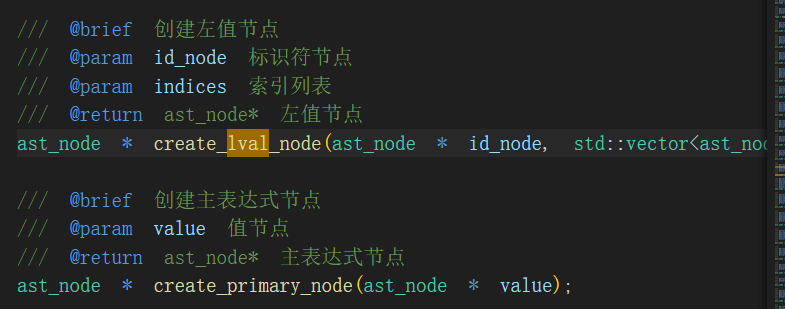 /// @brief 创建左值节点
/// @param id_node 标识符节点
/// @param indices 索引列表
/// @return ast_node* 左值节点
ast_node * create_lval_node(ast_node * id_node, std::vector<ast_nod
/// @brief 创建主表达式节点
/// @param value 值节点
/// @return ast_node* 主表达式节点
ast_node * create_primary_node(ast_node * value);